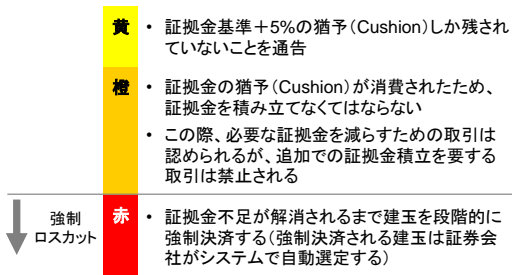 黄
• 証拠金基準＋5%の猶予（Cushion）しか残され
ていないことを通告
橙
• 証拠金の猶予（Cushion）が消費されたため、
証拠金を積み立てなくてはならない
• この際、必要な証拠金を減らすための取引は
認められるが、追加での証拠金積立を要する
取引は禁止される
強制
ロスカット
赤
• 証拠金不足が解消されるまで建玉を段階的に
強制決済する（強制決済される建玉は証券会
社がシステムで自動選定する）